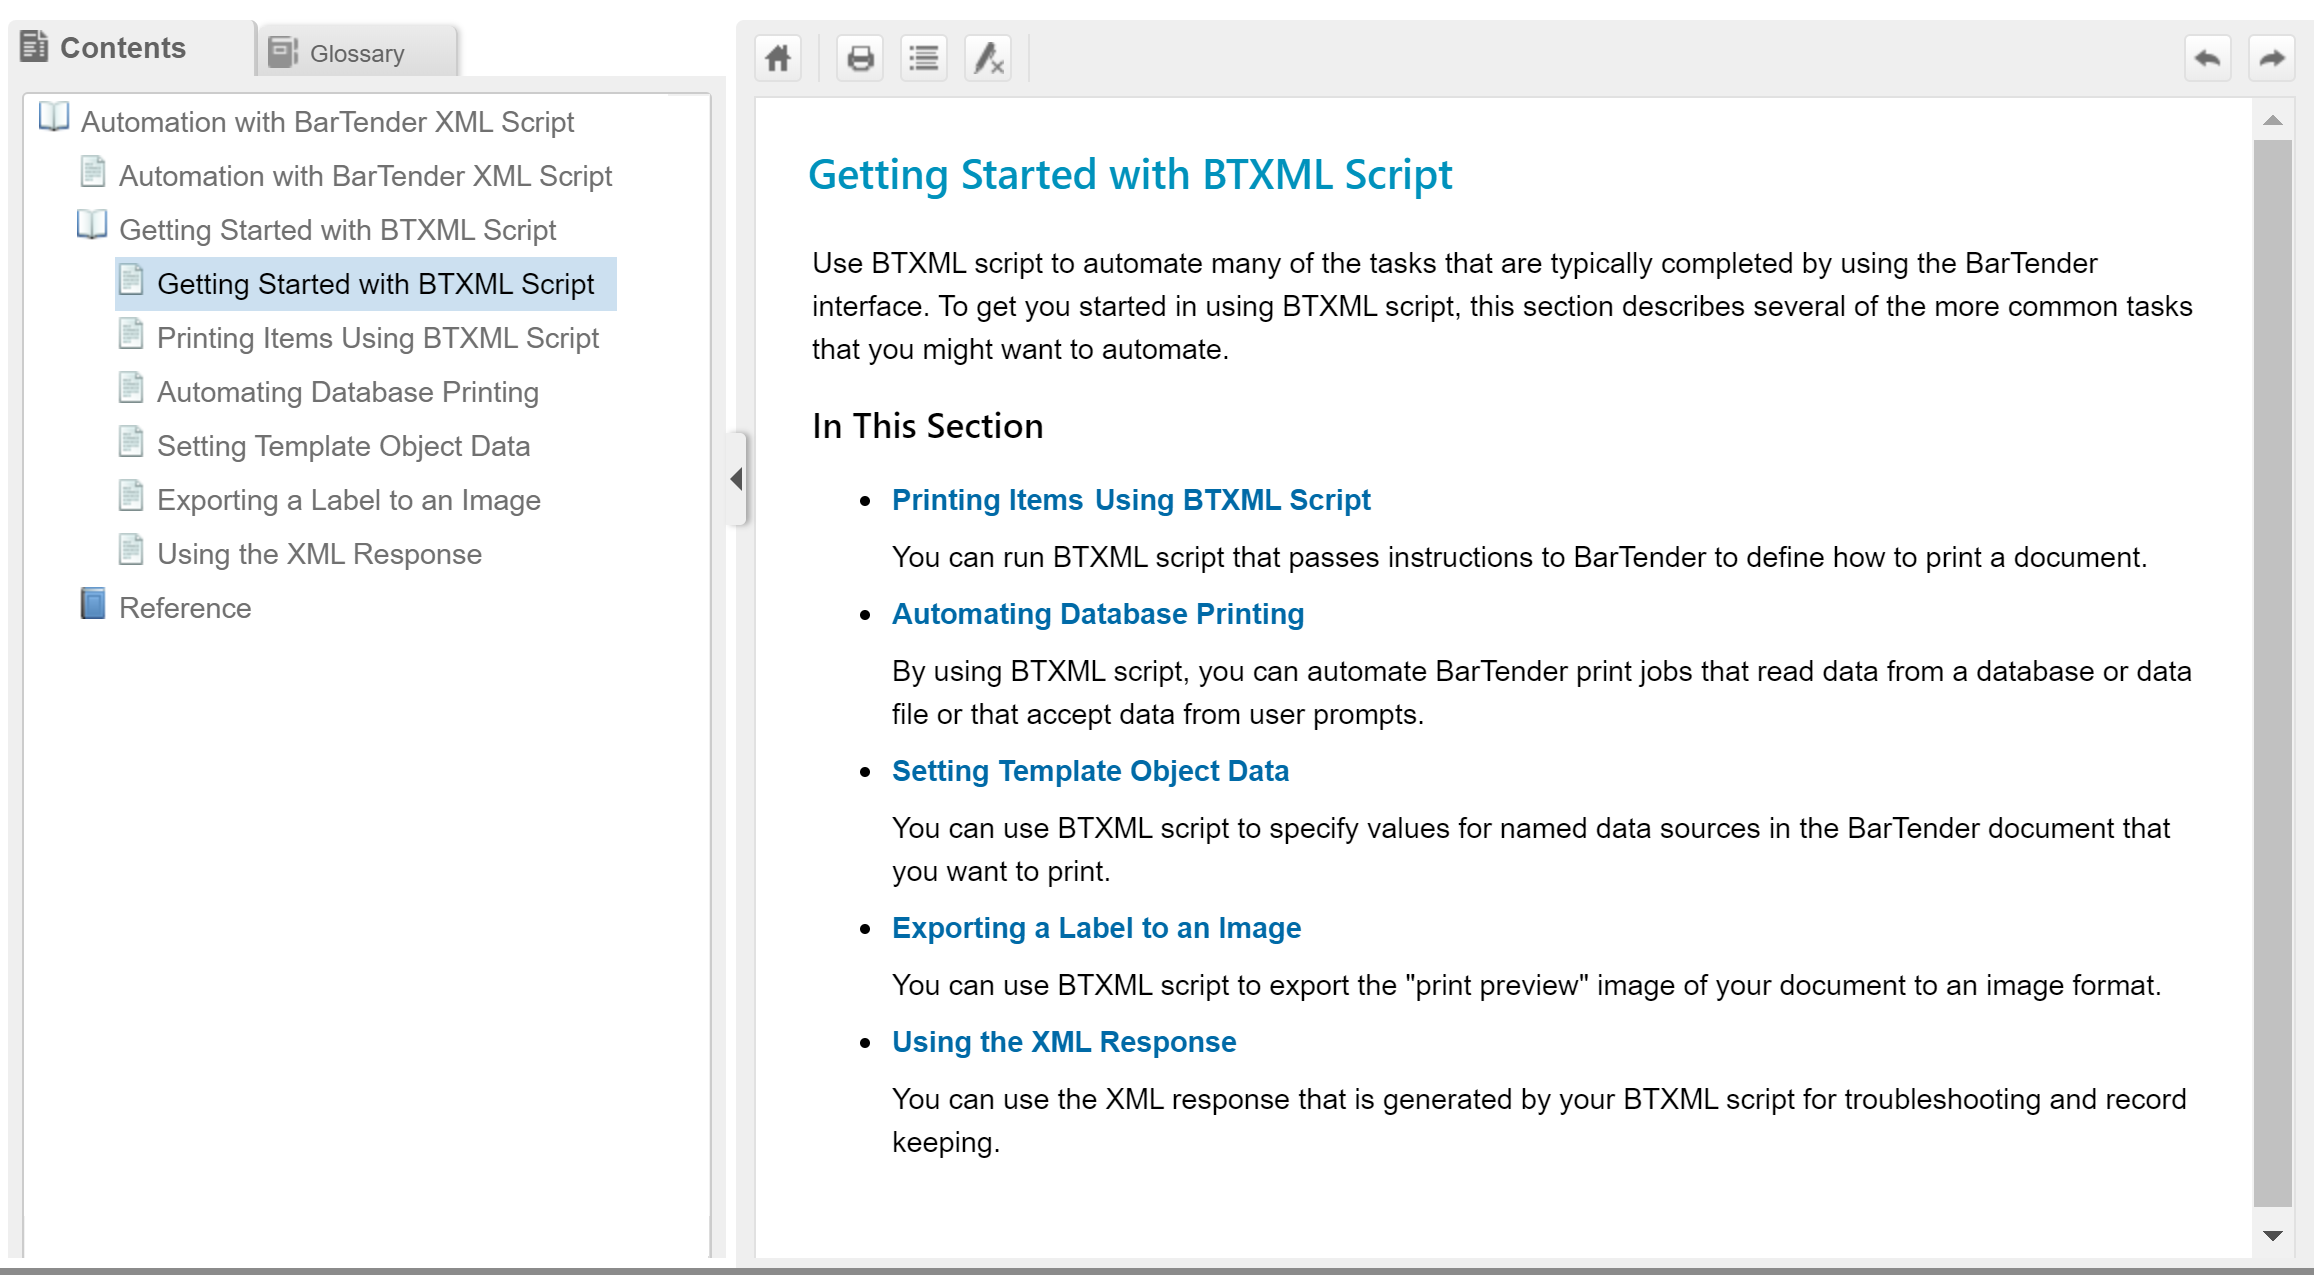 Contents
Glossary
Automation with BarTender XML Script
Automation with BarTender XML Script
Getting Started with BTXML Script
Getting Started with BTXML Script
Printing Items Using BTXML Script
Automating Database Printing
Setting Template Object Data
Exporting a Label to an Image
Using the XML Response
Reference
Getting Started with BTXML Script
Use BTXML script to automate many of the tasks that are typically completed by using the BarTender
interface. To get you started in using BTXML script, this section describes several of the more common tasks
that you might want to automate.
In This Section
• Printing Items Using BTXML Script
You can run BTXML script that passes instructions to BarTender to define how to print a document.
• Automating Database Printing
By using BTXML script, you can automate BarTender print jobs that read data from a database or data
file or that accept data from user prompts.
• Setting Template Object Data
You can use BTXML script to specify values for named data sources in the BarTender document that
you want to print.
• Exporting a Label to an Image
You can use BTXML script to export the "print preview" image of your document to an image format.
• Using the XML Response
You can use the XML response that is generated by your BTXML script for troubleshooting and record
keeping.